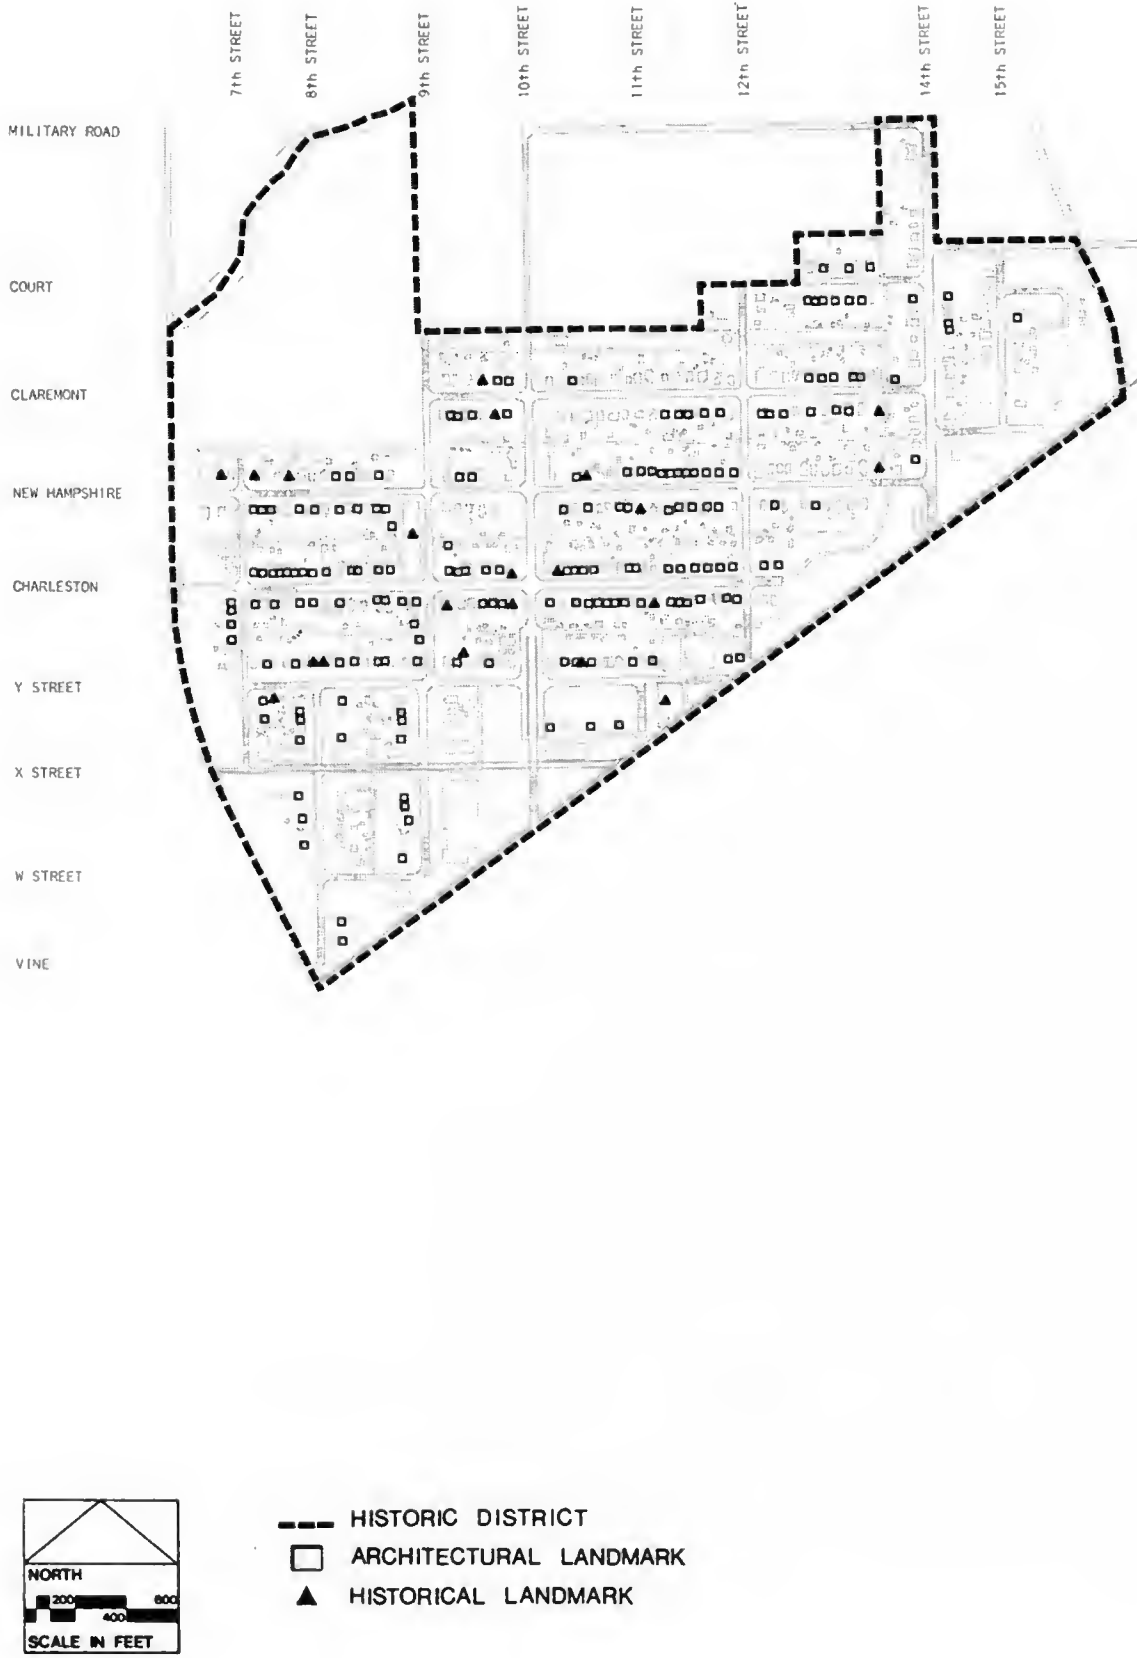 7th STREET
8th STREET
9th STREET
10th STREET
11th STREET
12th STREET
14th STREET
15th STREET
MILITARY ROAD
COURT
CLAREMONT
NEW HAMPSHIRE
CHARLESTON
Y STREET
X STREET
W STREET
VINE
NORTH
200 600
400
SCALE IN FEET
HISTORIC DISTRICT
ARCHITECTURAL LANDMARK
HISTORICAL LANDMARK